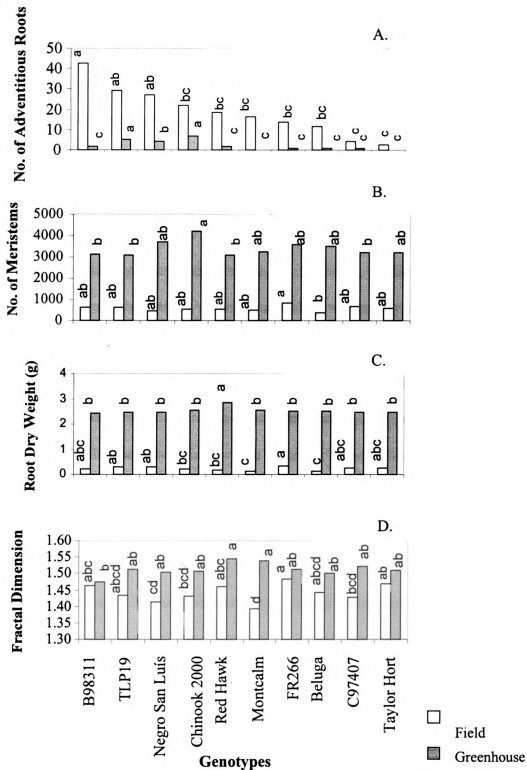 A.
No. of Adventitious Roots
50
40
30
20
10
0
a c ab a ab b bc a bc c bc c bc c bc c c c c c
B.
No. of Meristems
5000
4000
3000
2000
1000
0
ab b ab b ab ab ab a ab b ab ab a ab b ab ab b ab ab
C.
Root Dry Weight (g)
4
3
2
1
0
abc b ab b ab b bc b bc a c b a b c b abc b abc b
D.
Fractal Dimension
1.60
1.55
1.50
1.45
1.40
1.35
1.30
abc b abcd ab cd ab bcd ab abc a d a a ab abcd ab bcd ab ab ab
B98311
TLP19
Negro San Luís
Chinook 2000
Red Hawk
Montcalm
FR266
Beluga
C97407
Taylor Hort
Genotypes
Field
Greenhouse